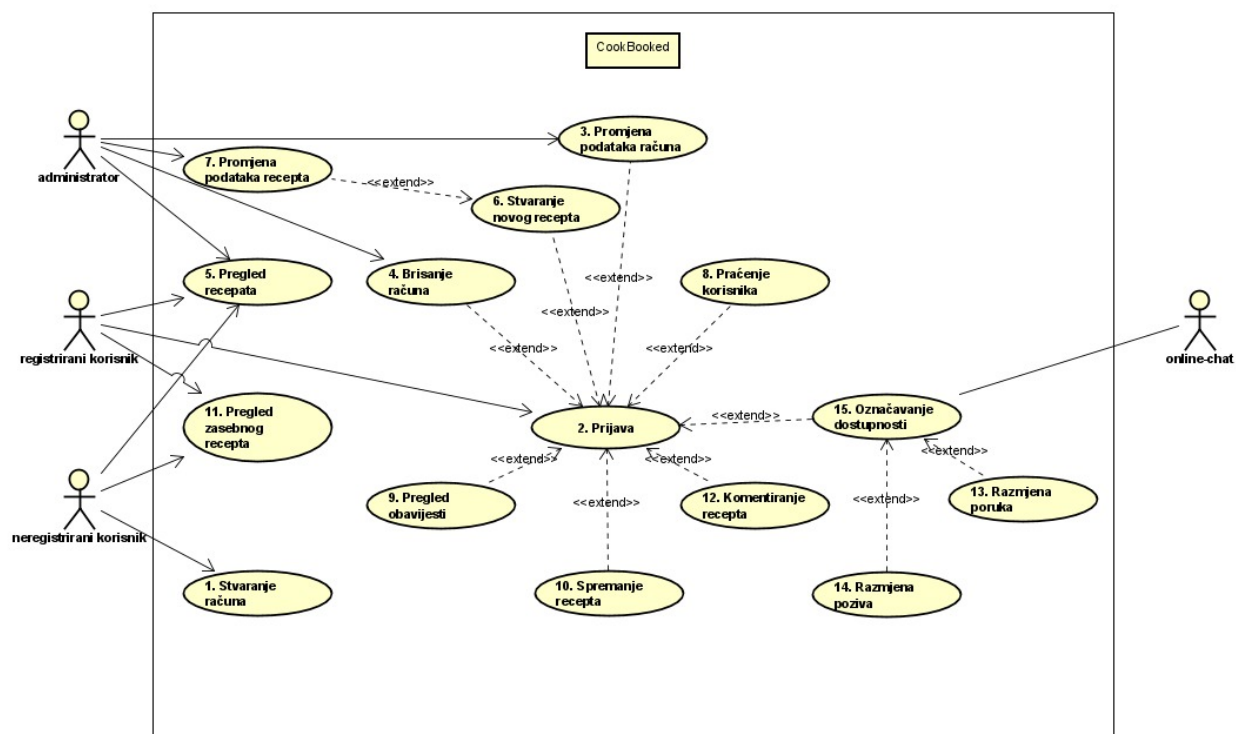 CookBooked
administrator
3. Promjena
podataka računa
7. Promjena
podataka recepta
<<extend>>
6. Stvaranje
novog recepta
5. Pregled
recepata
4. Brisanje
računa
<<extend>>
8. Praćenje
korisnika
<<extend>>
registrirani korisnik
<<extend>>
<<extend>>
online-chat
11. Pregled
zasebnog
recepta
2. Prijava
<<extend>>
15. Označavanje
dostupnosti
<<extend>>
<<extend>>
<<extend>>
9. Pregled
obavijesti
<<extend>>
12. Komentiranje
recepta
<<extend>>
13. Razmjena
poruka
neregistrirani korisnik
1. Stvaranje
računa
10. Spremanje
recepta
14. Razmjena
poziva